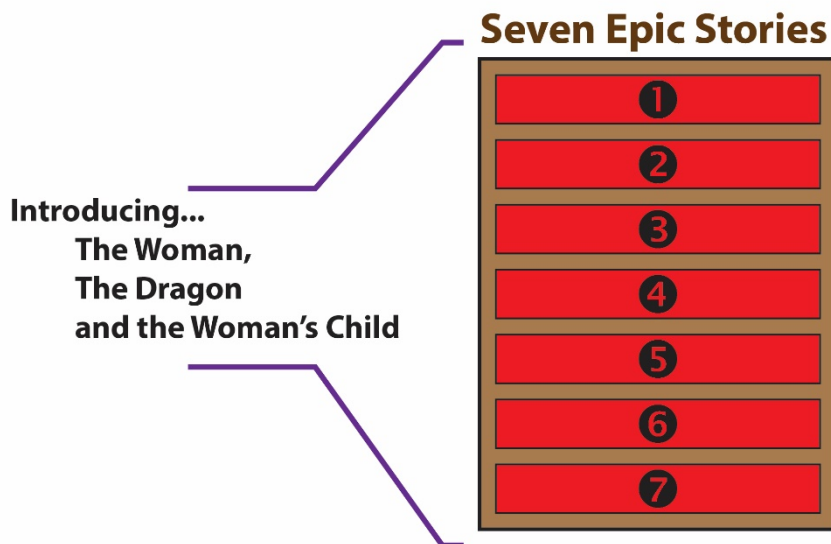 Seven Epic Stories
1
2
3
4
5
6
7
Introducing...
The Woman,
The Dragon
and the Woman's Child